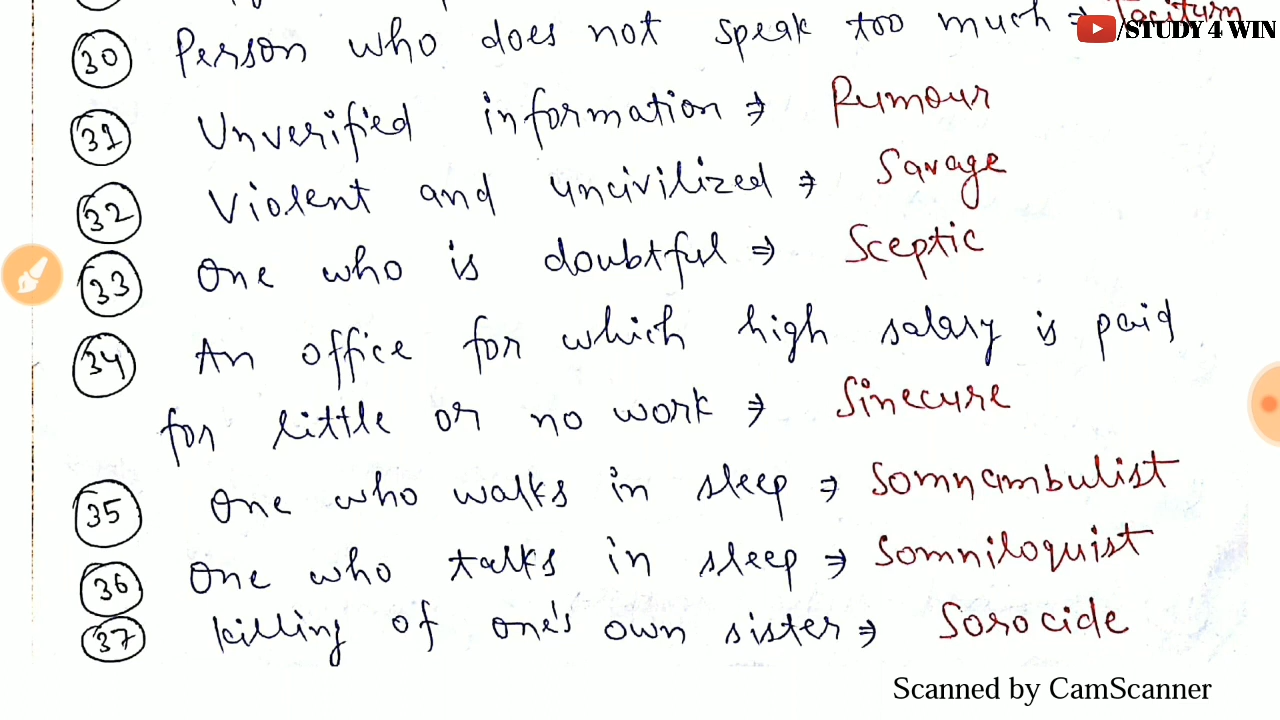 30 Person who does not speak too much ⇒ Taciturn
/STUDY 4 WIN
31 Unverified information ⇒ Rumour
32 Violent and uncivilized ⇒ Savage
33 One who is doubtful ⇒ Sceptic
34 An office for which high salary is paid
for little or no work ⇒ Sinecure
35 One who walks in sleep ⇒ Somnambulist
36 One who talks in sleep ⇒ Somniloquist
37 killing of one's own sister ⇒ Sorocide
Scanned by CamScanner